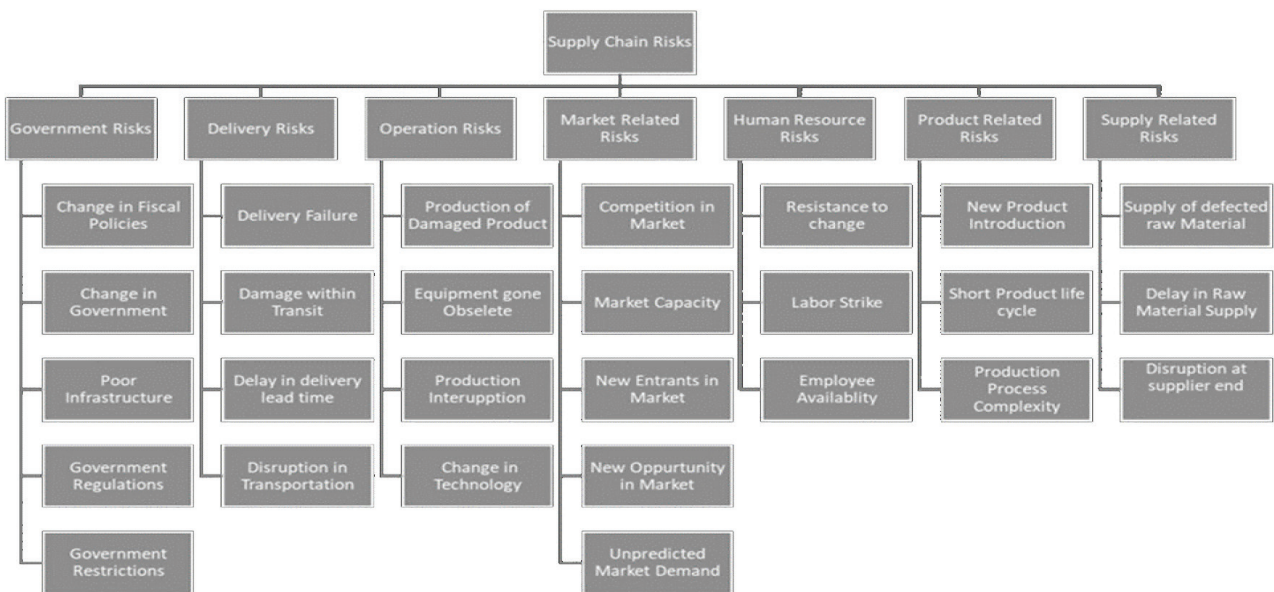 Supply Chain Risks
Government Risks
Delivery Risks
Operation Risks
Market Related
Risks
Human Resource
Risks
Product Related
Risks
Supply Related
Risks
Change in Fiscal
Policies
Change in
Government
Poor
Infrastructure
Government
Regulations
Government
Restrictions
Delivery Failure
Damage within
Transit
Delay in delivery
lead time
Disruption in
Transportation
Production of
Damaged Product
Equipment gone
Obselete
Production
Interupption
Change in
Technology
Competition in
Market
Market Capacity
New Entrants in
Market
New Oppurtunity
in Market
Unpredicted
Market Demand
Resistance to
change
Labor Strike
Employee
Availablity
New Product
Introduction
Short Product life
cycle
Production
Process
Complexity
Supply of defected
raw Material
Delay in Raw
Material Supply
Disruption at
supplier end